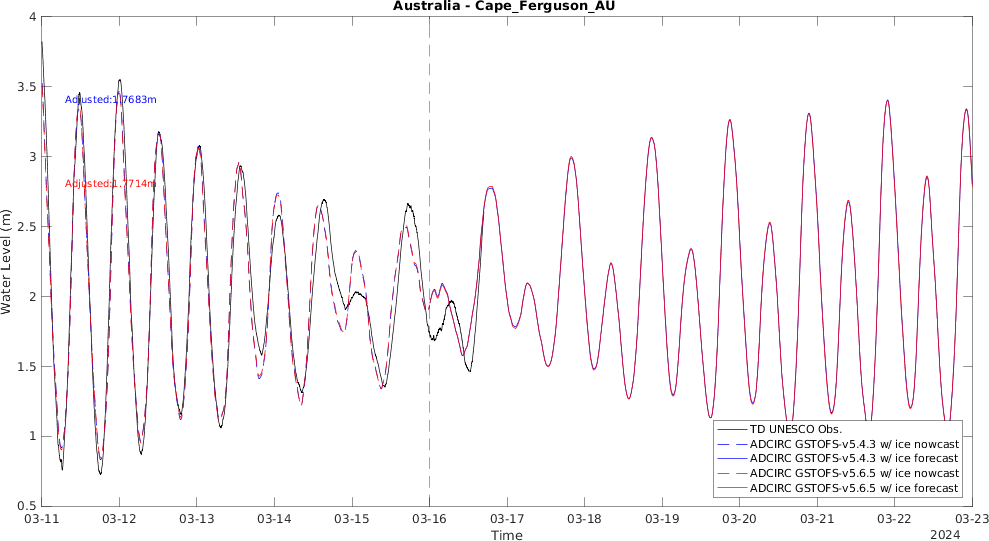 Australia - Cape_Ferguson_AU
4
3.5
3
2.5
2
1.5
1
0.5
Water Level (m)
Adjusted:1.7683m
Adjusted:1.7714m
TD UNESCO Obs.
ADCIRC GSTOFS-v5.4.3 w/ ice nowcast
ADCIRC GSTOFS-v5.4.3 w/ ice forecast
ADCIRC GSTOFS-v5.6.5 w/ ice nowcast
ADCIRC GSTOFS-v5.6.5 w/ ice forecast
03-11 03-12 03-13 03-14 03-15 03-16 03-17 03-18 03-19 03-20 03-21 03-22 03-23
Time
2024